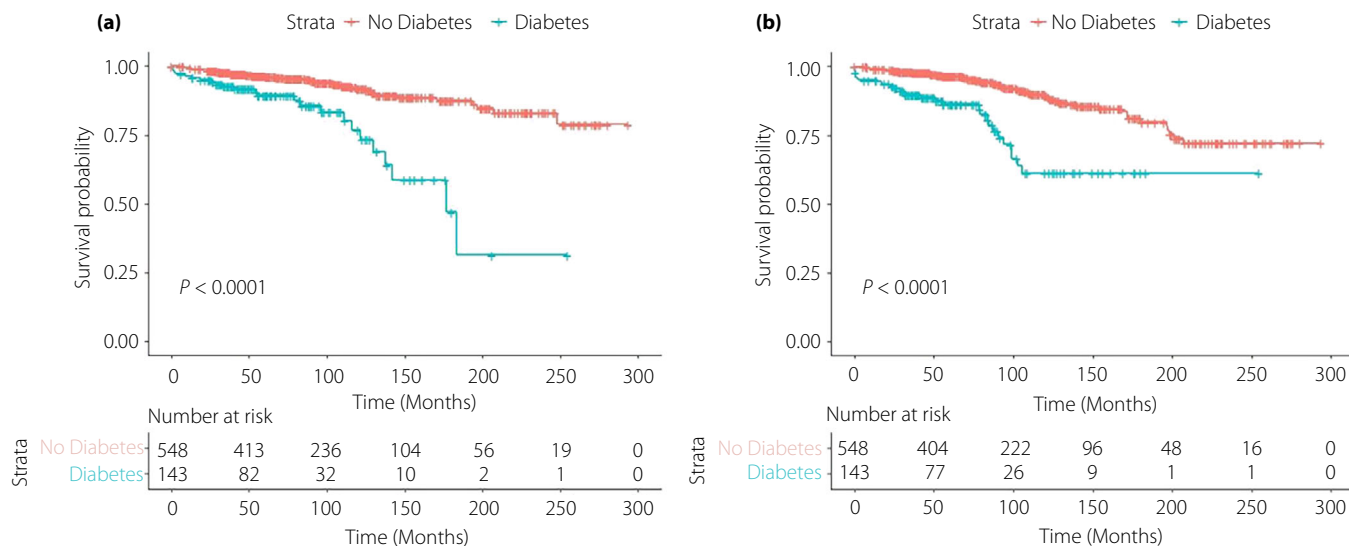 (a)
Strata No Diabetes Diabetes
1.00
0.75
0.50
0.25
0.00
Survival probability
P < 0.0001
0 50 100 150 200 250 300
Time (Months)
Number at risk
Strata
No Diabetes 548 413 236 104 56 19 0
Diabetes 143 82 32 10 2 1 0
0 50 100 150 200 250 300
Time (Months)
(b)
Strata No Diabetes Diabetes
1.00
0.75
0.50
0.25
0.00
Survival probability
P < 0.0001
0 50 100 150 200 250 300
Time (Months)
Number at risk
Strata
No Diabetes 548 404 222 96 48 16 0
Diabetes 143 77 26 9 1 1 0
0 50 100 150 200 250 300
Time (Months)